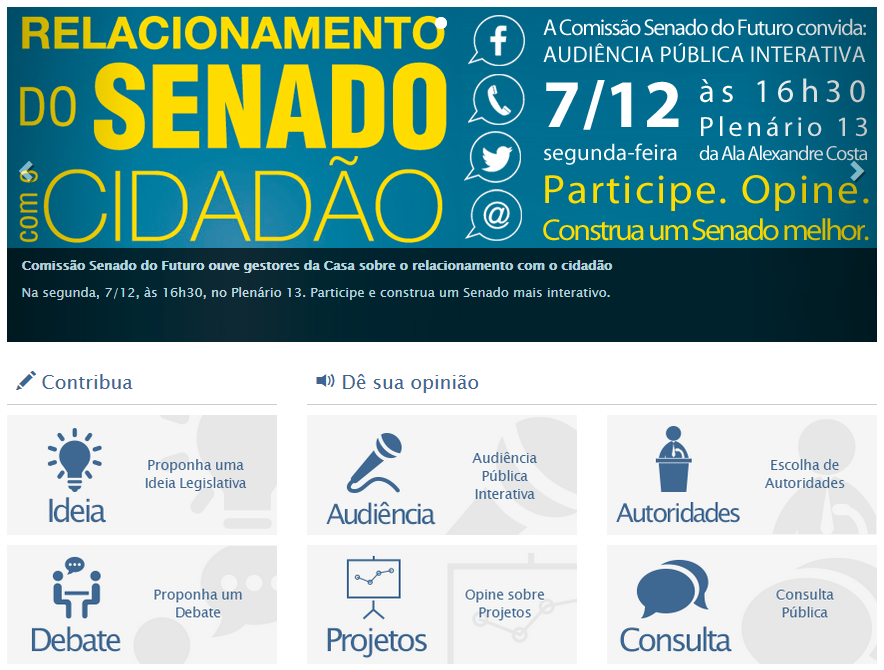 RELACIONAMENTO
DO SENADO
com o CIDADÃO
@
A Comissão Senado do Futuro convida:
AUDIÊNCIA PÚBLICA INTERATIVA
7/12 às 16h30
Plenário 13
segunda-feira da Ala Alexandre Costa
Participe. Opine.
Construa um Senado melhor.
Comissão Senado do Futuro ouve gestores da Casa sobre o relacionamento com o cidadão
Na segunda, 7/12, às 16h30, no Plenário 13. Participe e construa um Senado mais interativo.
Contribua
Dê sua opinião
Ideia
Proponha uma
Ideia Legislativa
Audiência
Audiência
Pública
Interativa
Autoridades
Escolha de
Autoridades
Debate
Proponha um
Debate
Projetos
Opine sobre
Projetos
Consulta
Consulta
Pública